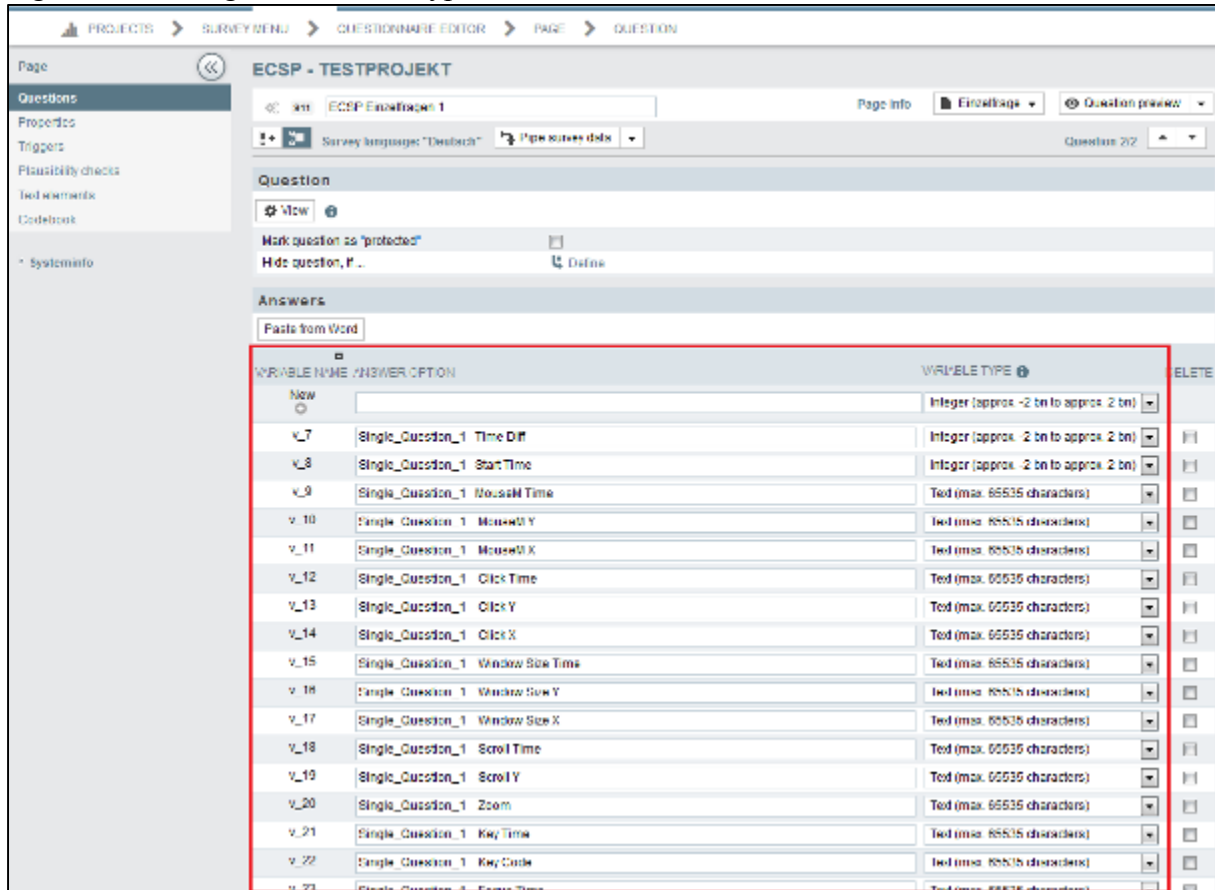 PROJECTS > SURVEY MENU > QUESTIONNAIRE EDITOR > PAGE > QUESTION
Page
Questions
Properties
Triggers
Plausibility checks
Text elements
Codebook
Systeminfo
ECSP - TESTPROJEKT
911 ECSP Einzelfragen 1 Page info Einzelfrage Question preview
Survey language: "Deutsch" Pipe survey data Question 2/2
Question
View
Mark question as "protected"
Hide question, if ... Define
Answers
Paste from Word
VARIABLE NAME ANSWER OPTION VARIABLE TYPE DELETE
New Integer (approx. -2 bn to approx. 2 bn)
v_7 Single_Question_1 Time Diff Integer (approx. -2 bn to approx. 2 bn)
v_8 Single_Question_1 Start Time Integer (approx. -2 bn to approx. 2 bn)
v_9 Single_Question_1 MouseM Time Text (max. 65535 characters)
v_10 Single_Question_1 MouseM Y Text (max. 65535 characters)
v_11 Single_Question_1 MouseM X Text (max. 65535 characters)
v_12 Single_Question_1 Click Time Text (max. 65535 characters)
v_13 Single_Question_1 Click Y Text (max. 65535 characters)
v_14 Single_Question_1 Click X Text (max. 65535 characters)
v_15 Single_Question_1 Window Size Time Text (max. 65535 characters)
v_16 Single_Question_1 Window Size Y Text (max. 65535 characters)
v_17 Single_Question_1 Window Size X Text (max. 65535 characters)
v_18 Single_Question_1 Scroll Time Text (max. 65535 characters)
v_19 Single_Question_1 Scroll Y Text (max. 65535 characters)
v_20 Single_Question_1 Zoom Text (max. 65535 characters)
v_21 Single_Question_1 Key Time Text (max. 65535 characters)
v_22 Single_Question_1 Key Code Text (max. 65535 characters)
v_23 Single_Question_1 Focus Time Text (max. 65535 characters)